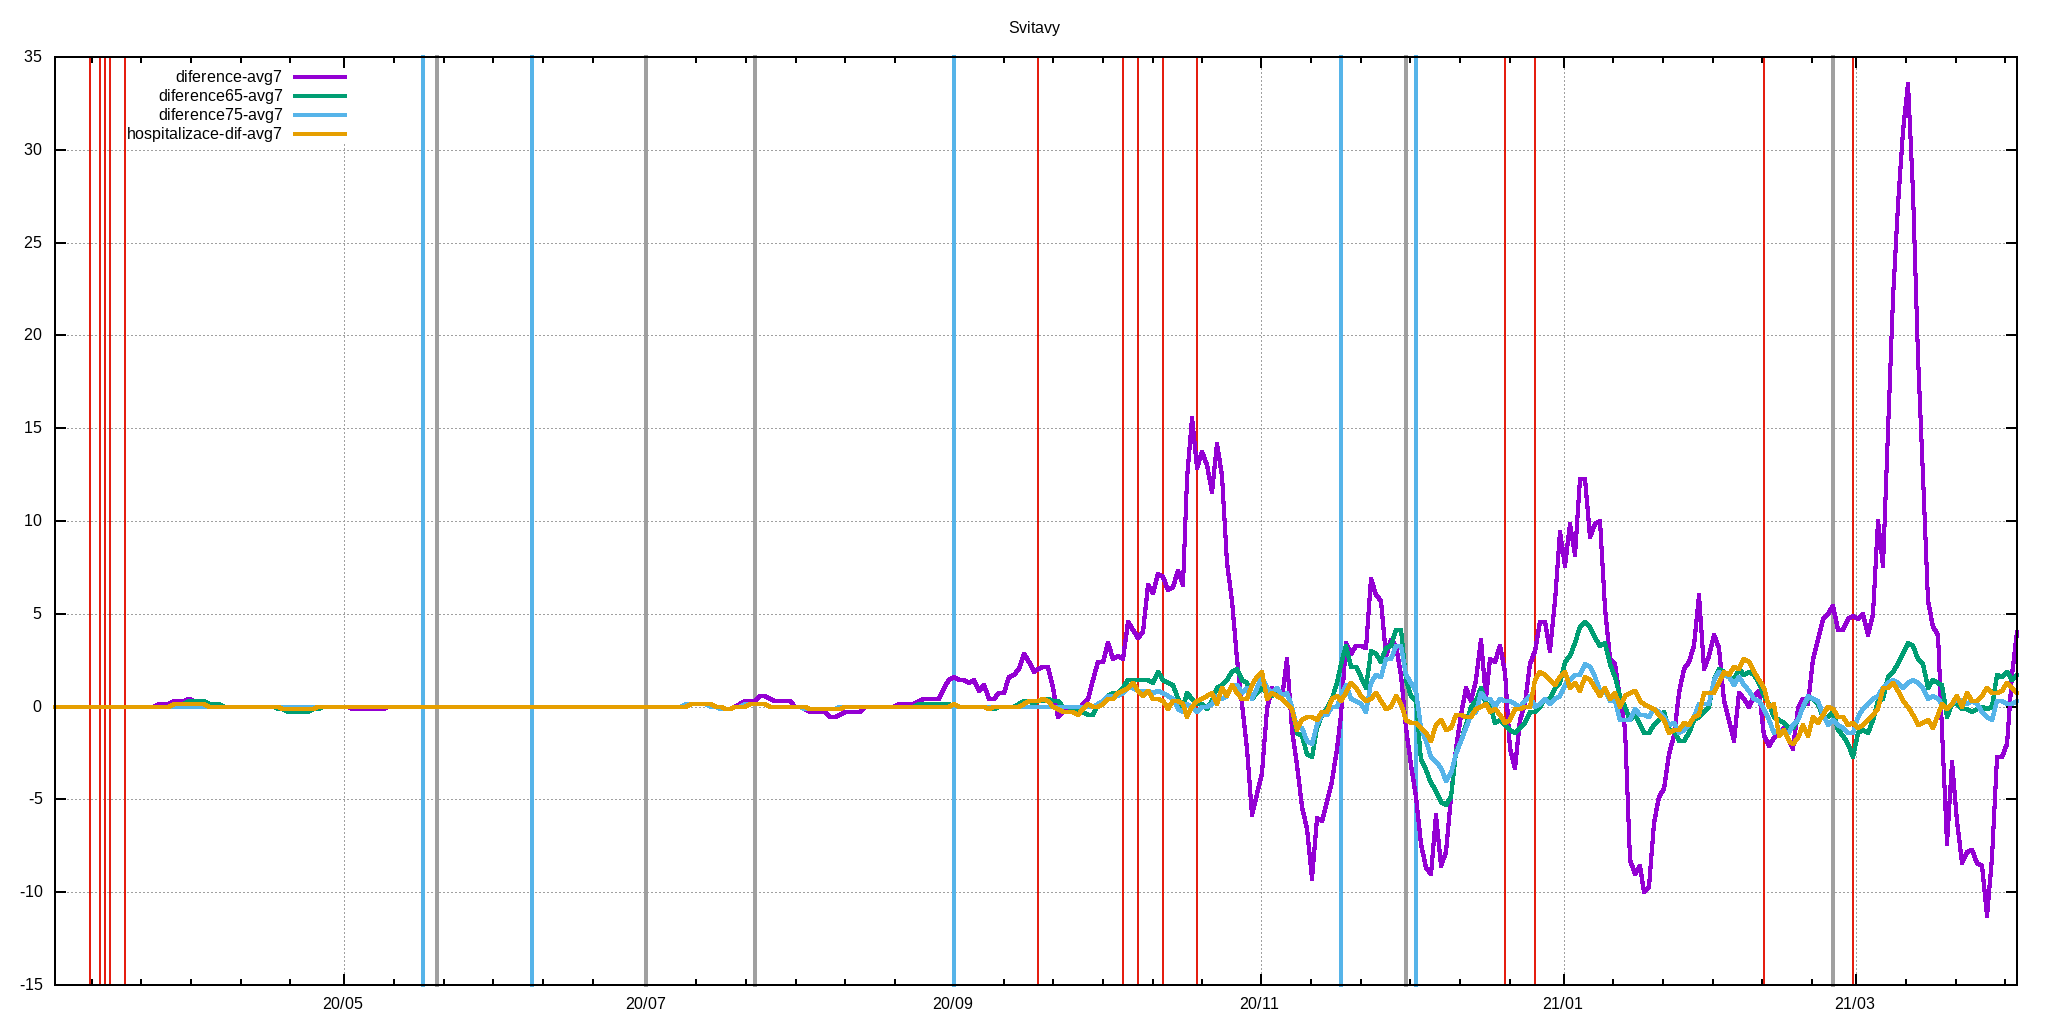 Svitavy
35
30
25
20
15
10
5
0
-5
-10
-15
diference-avg7
diference65-avg7
diference75-avg7
hospitalizace-dif-avg7
20/05 20/07 20/09 20/11 21/01 21/03